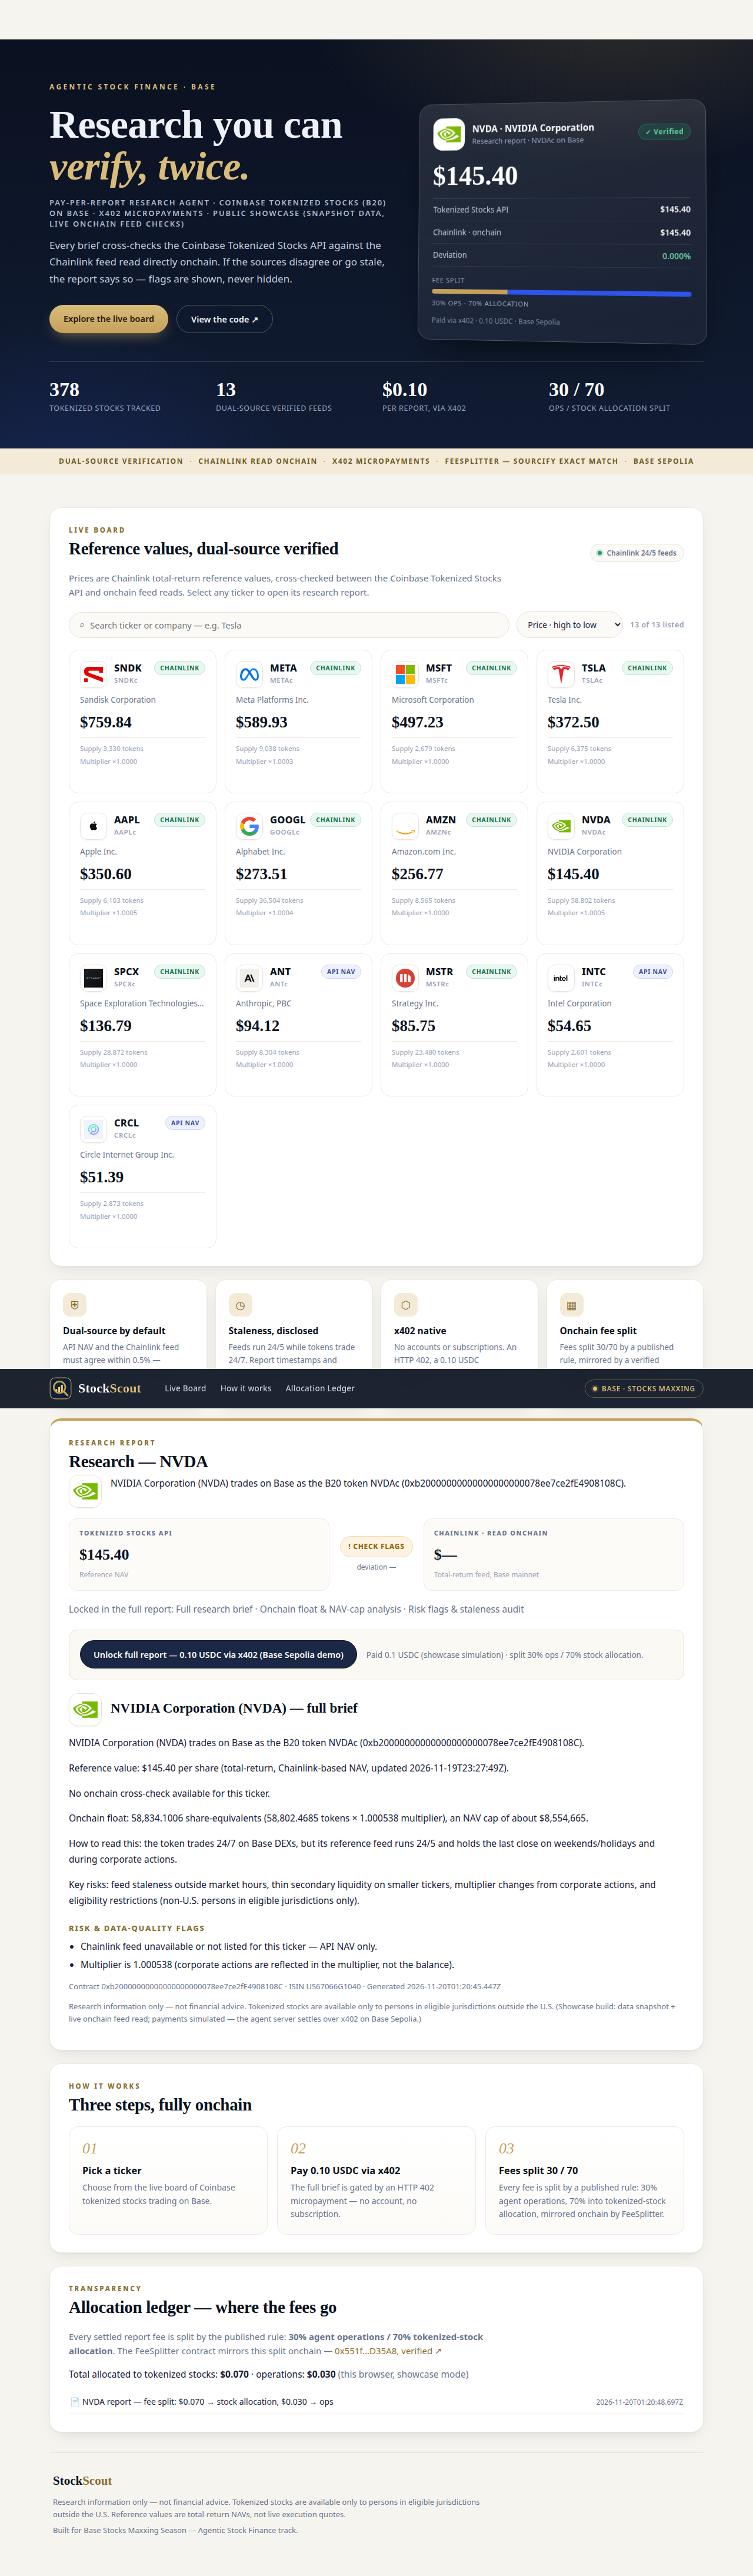 AGENTIC STOCK FINANCE · BASE
Research you can
verify, twice.
PAY-PER-REPORT RESEARCH AGENT · COINBASE TOKENIZED STOCKS (B20)
ON BASE · X402 MICROPAYMENTS · PUBLIC SHOWCASE (SNAPSHOT DATA,
LIVE ONCHAIN FEED CHECKS)
Every brief cross-checks the Coinbase Tokenized Stocks API against the
Chainlink feed read directly onchain. If the sources disagree or go stale,
the report says so — flags are shown, never hidden.
Explore the live board
View the code ↗
NVDA · NVIDIA Corporation
Research report · NVDAc on Base
✓ Verified
$145.40
Tokenized Stocks API $145.40
Chainlink · onchain $145.40
Deviation 0.000%
FEE SPLIT
30% OPS · 70% ALLOCATION
Paid via x402 · 0.10 USDC · Base Sepolia
378
TOKENIZED STOCKS TRACKED
13
DUAL-SOURCE VERIFIED FEEDS
$0.10
PER REPORT, VIA X402
30 / 70
OPS / STOCK ALLOCATION SPLIT
DUAL-SOURCE VERIFICATION · CHAINLINK READ ONCHAIN · X402 MICROPAYMENTS · FEESPLITTER — SOURCIFY EXACT MATCH · BASE SEPOLIA
LIVE BOARD
Reference values, dual-source verified
Chainlink 24/5 feeds
Prices are Chainlink total-return reference values, cross-checked between the Coinbase Tokenized Stocks
API and onchain feed reads. Select any ticker to open its research report.
Search ticker or company — e.g. Tesla
Price · high to low
13 of 13 listed
SNDK
SNDKc
CHAINLINK
Sandisk Corporation
$759.84
Supply 3,330 tokens
Multiplier ×1.0000
META
METAc
CHAINLINK
Meta Platforms Inc.
$589.93
Supply 9,038 tokens
Multiplier ×1.0003
MSFT
MSFTc
CHAINLINK
Microsoft Corporation
$497.23
Supply 2,679 tokens
Multiplier ×1.0000
TSLA
TSLAc
CHAINLINK
Tesla Inc.
$372.50
Supply 6,375 tokens
Multiplier ×1.0000
AAPL
AAPLc
CHAINLINK
Apple Inc.
$350.60
Supply 6,103 tokens
Multiplier ×1.0005
GOOGL
GOOGLc
CHAINLINK
Alphabet Inc.
$273.51
Supply 36,504 tokens
Multiplier ×1.0004
AMZN
AMZNc
CHAINLINK
Amazon.com Inc.
$256.77
Supply 8,565 tokens
Multiplier ×1.0000
NVDA
NVDAc
CHAINLINK
NVIDIA Corporation
$145.40
Supply 58,802 tokens
Multiplier ×1.0005
SPCX
SPCXc
CHAINLINK
Space Exploration Technologies…
$136.79
Supply 28,872 tokens
Multiplier ×1.0000
ANT
ANTc
API NAV
Anthropic, PBC
$94.12
Supply 8,304 tokens
Multiplier ×1.0000
MSTR
MSTRc
CHAINLINK
Strategy Inc.
$85.75
Supply 23,480 tokens
Multiplier ×1.0000
intel
INTC
INTCc
API NAV
Intel Corporation
$54.65
Supply 2,601 tokens
Multiplier ×1.0000
CRCL
CRCLc
API NAV
Circle Internet Group Inc.
$51.39
Supply 2,873 tokens
Multiplier ×1.0000
Dual-source by default
API NAV and the Chainlink feed
must agree within 0.5% —
Staleness, disclosed
Feeds run 24/5 while tokens trade
24/7. Report timestamps and
x402 native
No accounts or subscriptions. An
HTTP 402, a 0.10 USDC
Onchain fee split
Fees split 30/70 by a published
rule, mirrored by a verified
StockScout
Live Board
How it works
Allocation Ledger
BASE · STOCKS MAXXING
RESEARCH REPORT
Research — NVDA
NVIDIA Corporation (NVDA) trades on Base as the B20 token NVDAc (0xb20000000000000000000078ee7ce2fE4908108C).
TOKENIZED STOCKS API
$145.40
Reference NAV
! CHECK FLAGS
deviation —
CHAINLINK · READ ONCHAIN
$—
Total-return feed, Base mainnet
Locked in the full report: Full research brief · Onchain float & NAV-cap analysis · Risk flags & staleness audit
Unlock full report — 0.10 USDC via x402 (Base Sepolia demo)
Paid 0.1 USDC (showcase simulation) · split 30% ops / 70% stock allocation.
NVIDIA Corporation (NVDA) — full brief
NVIDIA Corporation (NVDA) trades on Base as the B20 token NVDAc (0xb20000000000000000000078ee7ce2fE4908108C).
Reference value: $145.40 per share (total-return, Chainlink-based NAV, updated 2026-11-19T23:27:49Z).
No onchain cross-check available for this ticker.
Onchain float: 58,834.1006 share-equivalents (58,802.4685 tokens × 1.000538 multiplier), an NAV cap of about $8,554,665.
How to read this: the token trades 24/7 on Base DEXs, but its reference feed runs 24/5 and holds the last close on weekends/holidays and
during corporate actions.
Key risks: feed staleness outside market hours, thin secondary liquidity on smaller tickers, multiplier changes from corporate actions, and
eligibility restrictions (non-U.S. persons in eligible jurisdictions only).
RISK & DATA-QUALITY FLAGS
• Chainlink feed unavailable or not listed for this ticker — API NAV only.
• Multiplier is 1.000538 (corporate actions are reflected in the multiplier, not the balance).
Contract 0xb20000000000000000000078ee7ce2fE4908108C · ISIN US67066G1040 · Generated 2026-11-20T01:20:45.447Z
Research information only — not financial advice. Tokenized stocks are available only to persons in eligible jurisdictions outside the U.S. (Showcase build: data snapshot +
live onchain feed read; payments simulated — the agent server settles over x402 on Base Sepolia.)
HOW IT WORKS
Three steps, fully onchain
01
Pick a ticker
Choose from the live board of Coinbase
tokenized stocks trading on Base.
02
Pay 0.10 USDC via x402
The full brief is gated by an HTTP 402
micropayment — no account, no
subscription.
03
Fees split 30 / 70
Every fee is split by a published rule: 30%
agent operations, 70% into tokenized-stock
allocation, mirrored onchain by FeeSplitter.
TRANSPARENCY
Allocation ledger — where the fees go
Every settled report fee is split by the published rule: 30% agent operations / 70% tokenized-stock
allocation. The FeeSplitter contract mirrors this split onchain — 0x551f…D35A8, verified ↗
Total allocated to tokenized stocks: $0.070 · operations: $0.030 (this browser, showcase mode)
NVDA report — fee split: $0.070 → stock allocation, $0.030 → ops
2026-11-20T01:20:48.697Z
StockScout
Research information only — not financial advice. Tokenized stocks are available only to persons in eligible jurisdictions
outside the U.S. Reference values are total-return NAVs, not live execution quotes.
Built for Base Stocks Maxxing Season — Agentic Stock Finance track.